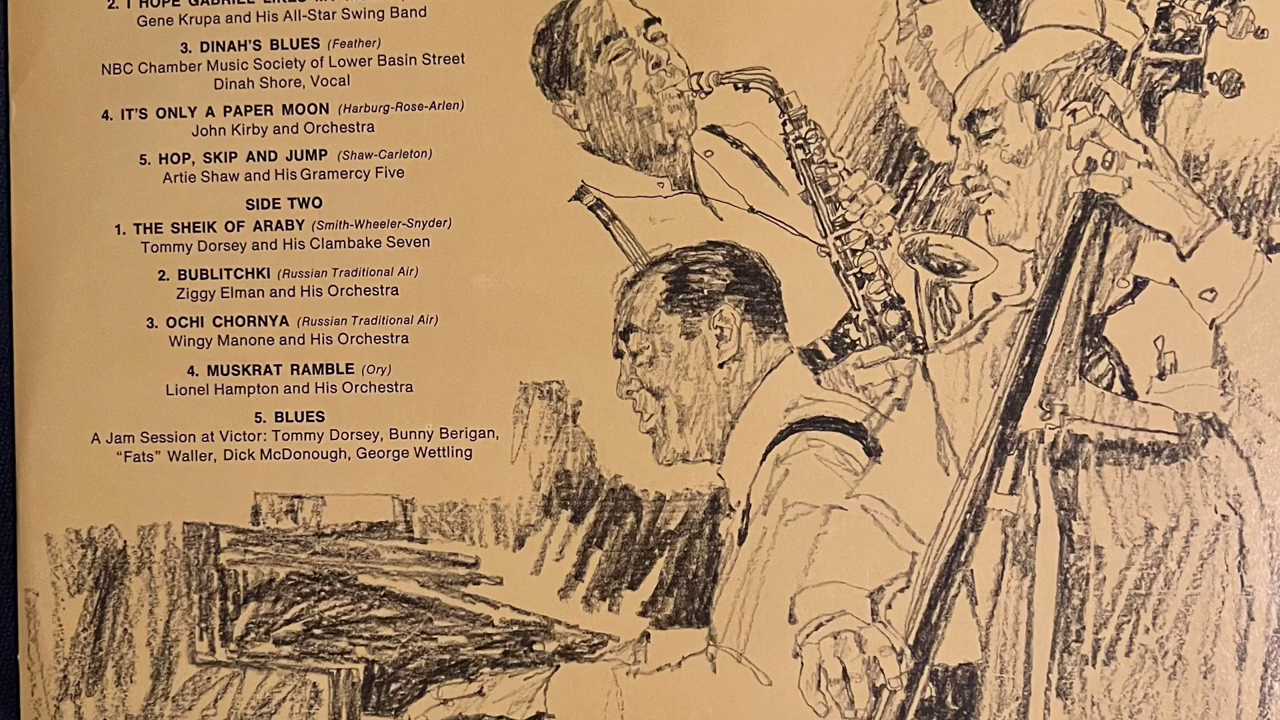 2. I HOPE GABRIEL LIKES MY
Gene Krupa and His All-Star Swing Band
3. DINAH'S BLUES (Feather)
NBC Chamber Music Society of Lower Basin Street
Dinah Shore, Vocal
4. IT'S ONLY A PAPER MOON (Harburg-Rose-Arlen)
John Kirby and Orchestra
5. HOP, SKIP AND JUMP (Shaw-Carleton)
Artie Shaw and His Gramercy Five
SIDE TWO
1. THE SHEIK OF ARABY (Smith-Wheeler-Snyder)
Tommy Dorsey and His Clambake Seven
2. BUBLITCHKI (Russian Traditional Air)
Ziggy Elman and His Orchestra
3. OCHI CHORNYA (Russian Traditional Air)
Wingy Manone and His Orchestra
4. MUSKRAT RAMBLE (Ory)
Lionel Hampton and His Orchestra
5. BLUES
A Jam Session at Victor: Tommy Dorsey, Bunny Berigan,
“Fats” Waller, Dick McDonough, George Wettling